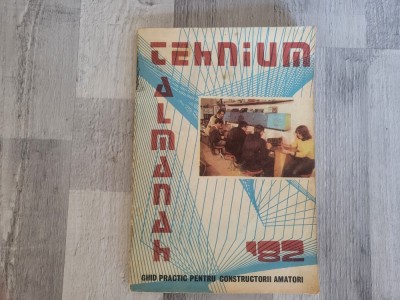 TEHNIUM
ALMANAH
'82
GHID PRACTIC PENTRU CONSTRUCTORII AMATORI